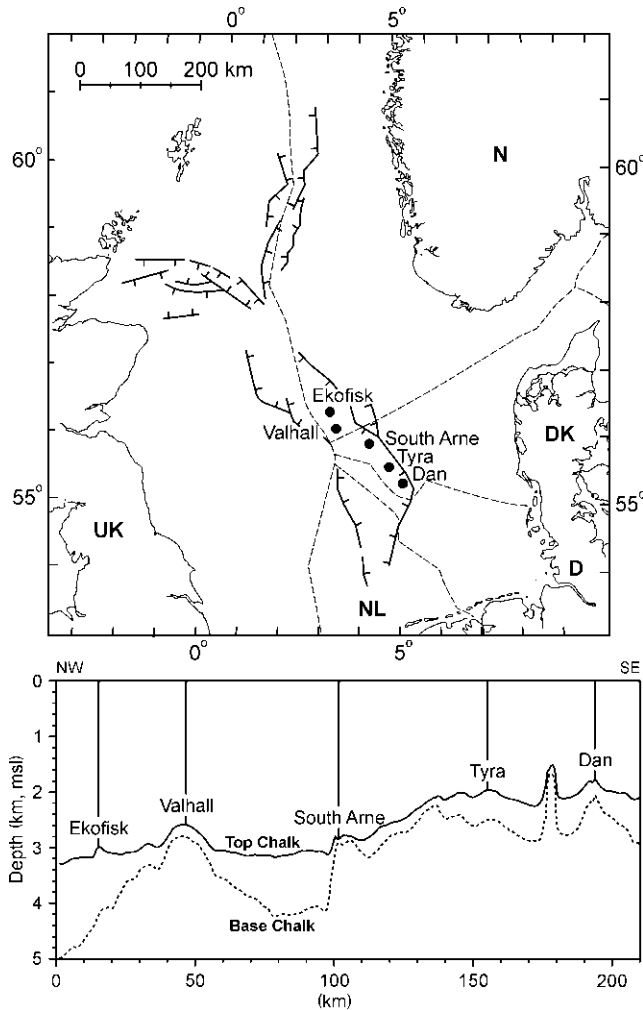 0° 5°
0 100 200 km
60° 60°
N
Ekofisk
Valhall
South Arne
Tyra
Dan
DK
55° 55°
UK
D
NL
0° 5°
NW SE
0
1
2
3
4
5
Depth (km, msl)
Ekofisk
Valhall
South Arne
Tyra
Dan
Top Chalk
Base Chalk
0 50 100 150 200
(km)